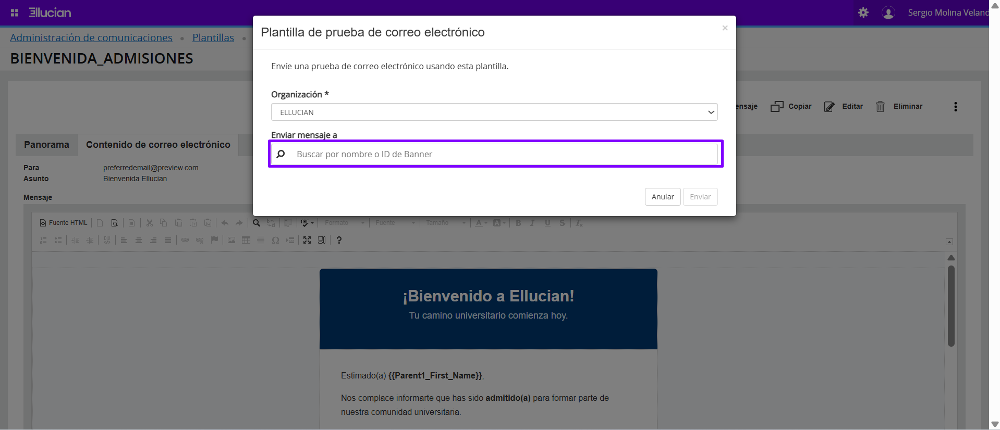 Ellucian
Sergio Molina Veland
Administración de comunicaciones • Plantillas •
BIENVENIDA_ADMISIONES
Plantilla de prueba de correo electrónico
×
Envíe una prueba de correo electrónico usando esta plantilla.
Organización *
ELLUCIAN
Enviar mensaje a
Buscar por nombre o ID de Banner
Anular Enviar
ensaje Copiar Editar Eliminar
Panorama Contenido de correo electrónico
Para preferredemail@preview.com
Asunto Bienvenida Ellucian
Mensaje
Fuente HTML ABC Formato Fuente Tamaño A A B I U S Ix
DIV Ω ?
¡Bienvenido a Ellucian!
Tu camino universitario comienza hoy.
Estimado(a) {{Parent1_First_Name}},
Nos complace informarte que has sido admitido(a) para formar parte de
nuestra comunidad universitaria.